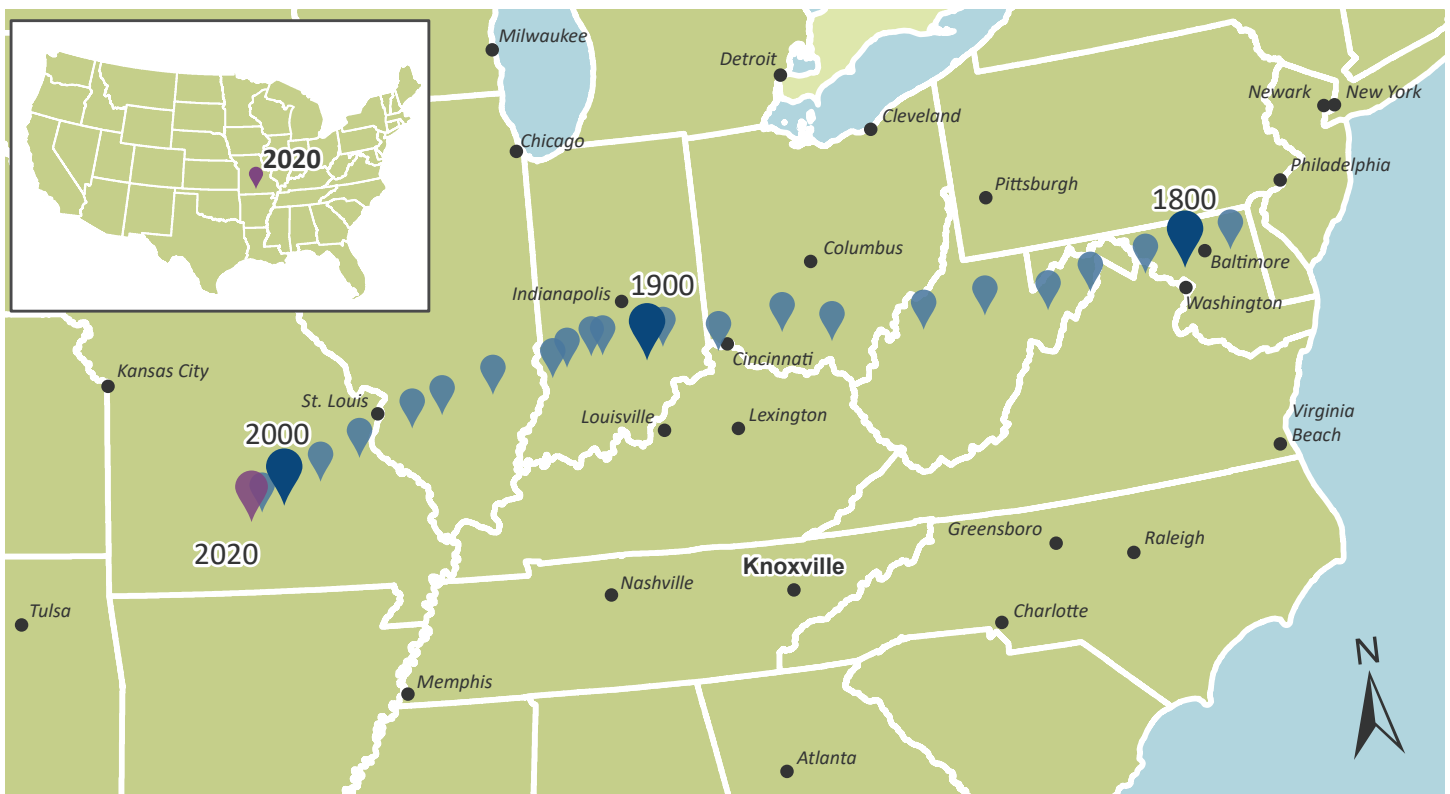 Milwaukee
Detroit
Cleveland
Newark
New York
Chicago
2020
Philadelphia
Pittsburgh
1800
Columbus
Baltimore
Indianapolis
1900
Washington
Cincinnati
Kansas City
St. Louis
Louisville
Lexington
Virginia
Beach
2000
2020
Greensboro
Raleigh
Knoxville
Nashville
Tulsa
Charlotte
N
Memphis
Atlanta